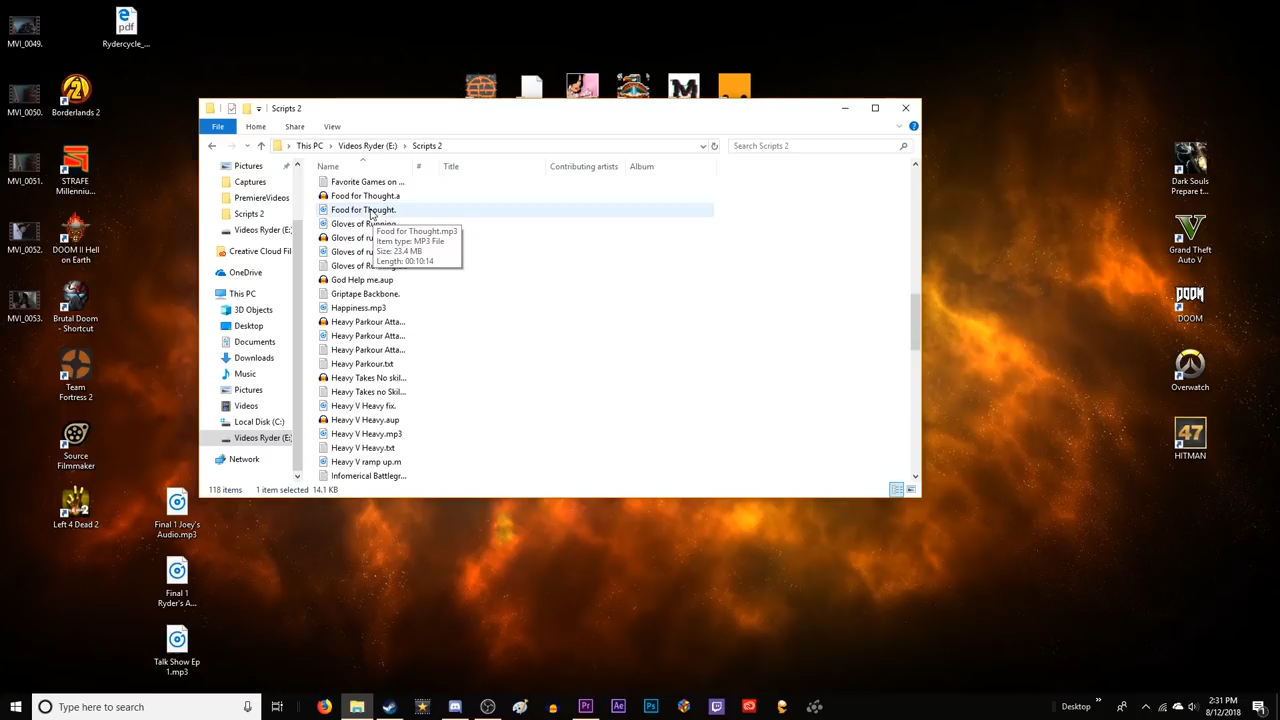 MVI_0049.
Rydercycle_...
MVI_0050.
Borderlands 2
MVI_0051.
STRAFE
Millenniu...
MVI_0052.
DOOM II Hell
on Earth
MVI_0053.
Brutal Doom
- Shortcut
Team
Fortress 2
Source
Filmmaker
Left 4 Dead 2
Final 1 Joey's
Audio.mp3
Final 1
Ryder's A...
Talk Show Ep
1.mp3
Scripts 2
File
Home
Share
View
This PC
Videos Ryder (E:)
Scripts 2
Search Scripts 2
Pictures
Captures
PremiereVideos
Scripts 2
Videos Ryder (E:
Creative Cloud Fil
OneDrive
This PC
3D Objects
Desktop
Documents
Downloads
Music
Pictures
Videos
Local Disk (C:)
Videos Ryder (E:
Network
Name
#
Title
Contributing artists
Album
Favorite Games on ...
Food for Thought.a
Food for Thought.
Gloves of Running
Gloves of ru
Gloves of ru
Gloves of R
God Help me.aup
Griptape Backbone.
Happiness.mp3
Heavy Parkour Atta...
Heavy Parkour Atta...
Heavy Parkour Atta...
Heavy Parkour.txt
Heavy Takes No skil...
Heavy Takes no Skil...
Heavy V Heavy fix.
Heavy V Heavy.aup
Heavy V Heavy.mp3
Heavy V Heavy.txt
Heavy V ramp up.m
Infomerical Battlegr...
Food for Thought.mp3
Item type: MP3 File
Size: 23.4 MB
Length: 00:10:14
118 items
1 item selected
14.1 KB
Dark Souls
Prepare t...
Grand Theft
Auto V
DOOM
Overwatch
47
HITMAN
Type here to search
Pr
Ae
Ps
Desktop
2:31 PM
8/12/2018